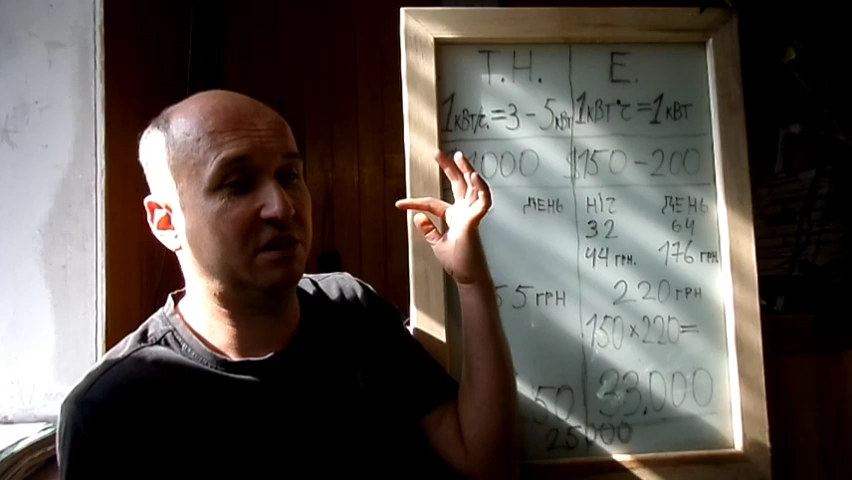 Т.Н. Е.
1кВт/г.=3-5кВт 1кВт*г=1кВт
1000 $150-200
ДЕНЬ НІЧ ДЕНЬ
32 64
44 грн. 176 грн
55 грн 220 грн
150×220=
50 33.000
25000